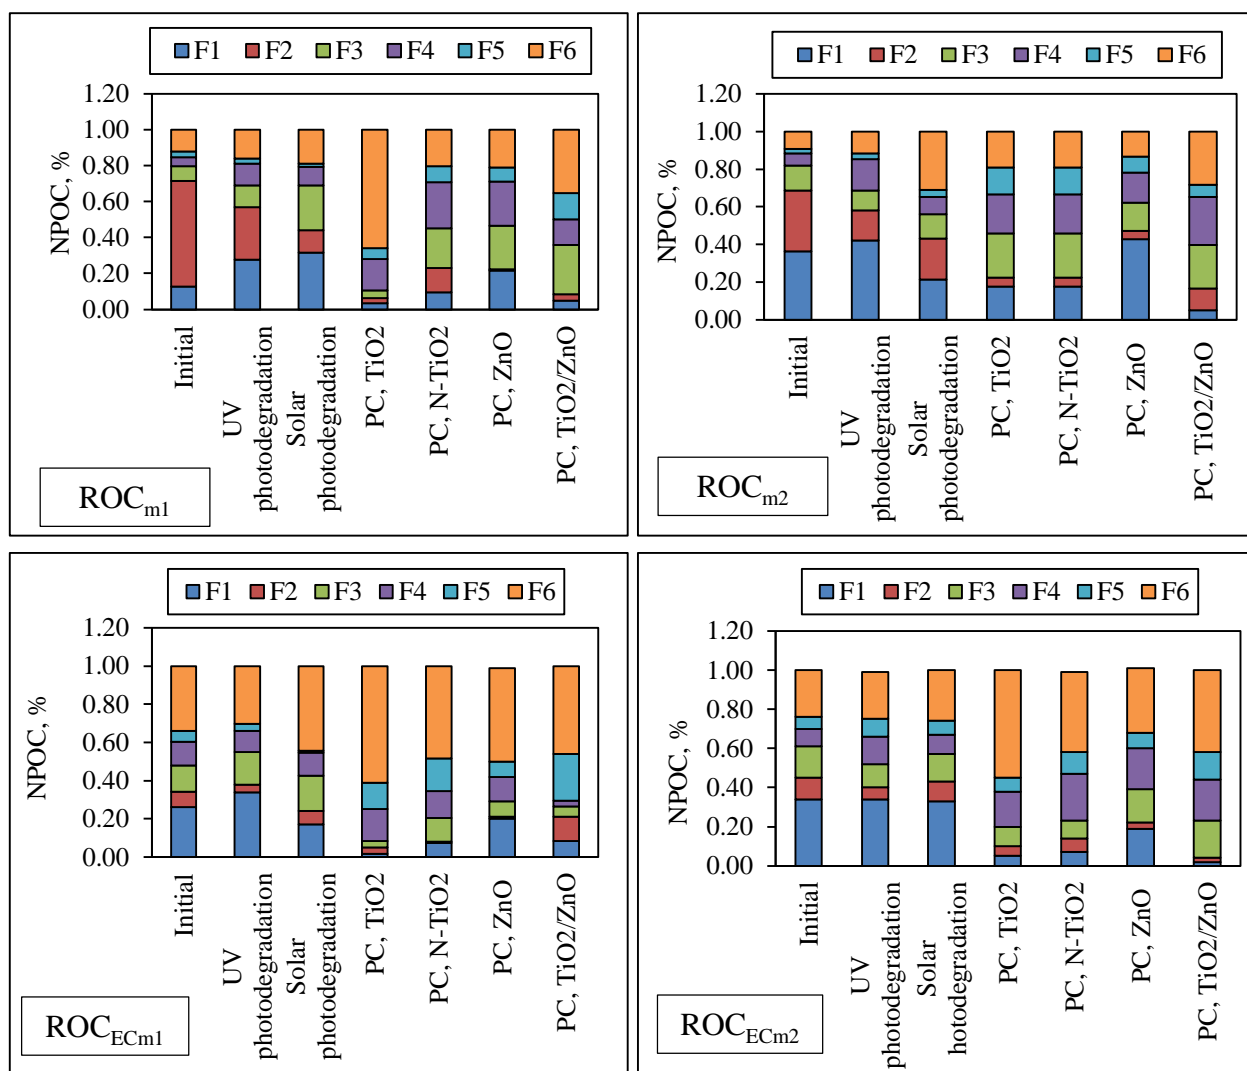 F1 F2 F3 F4 F5 F6
NPOC, %
1.20
1.00
0.80
0.60
0.40
0.20
0.00
Initial
UV
photodegradation
Solar
photodegradation
PC, TiO2
PC, N-TiO2
PC, ZnO
PC, TiO2/ZnO
ROCm1
F1 F2 F3 F4 F5 F6
NPOC, %
1.20
1.00
0.80
0.60
0.40
0.20
0.00
Initial
UV
photodegradation
Solar
photodegradation
PC, TiO2
PC, N-TiO2
PC, ZnO
PC, TiO2/ZnO
ROCm2
F1 F2 F3 F4 F5 F6
NPOC, %
1.20
1.00
0.80
0.60
0.40
0.20
0.00
Initial
UV
photodegradation
Solar
photodegradation
PC, TiO2
PC, N-TiO2
PC, ZnO
PC, TiO2/ZnO
ROCECm1
F1 F2 F3 F4 F5 F6
NPOC, %
1.20
1.00
0.80
0.60
0.40
0.20
0.00
Initial
UV
photodegradation
Solar
hotodegradation
PC, TiO2
PC, N-TiO2
PC, ZnO
PC, TiO2/ZnO
ROCECm2